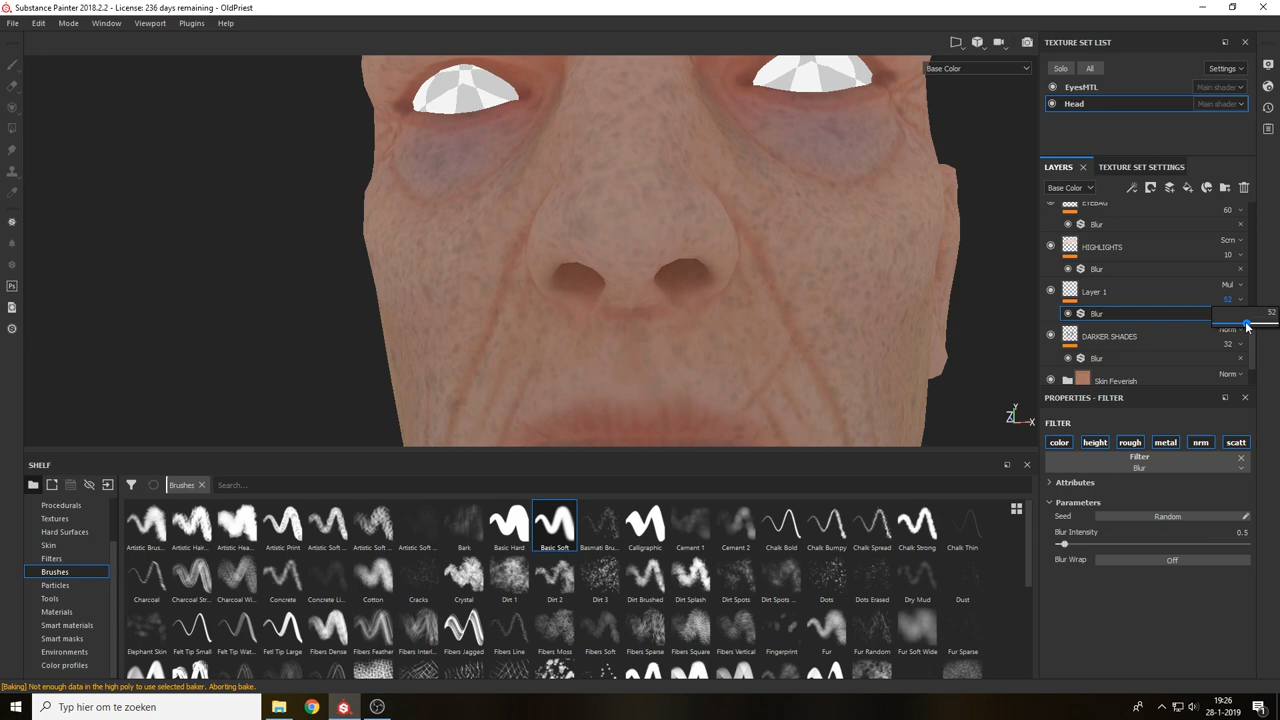 Substance Painter 2018.2.2 - License: 236 days remaining - OldPriest
File Edit Mode Window Viewport Plugins Help
Base Color
TEXTURE SET LIST
Solo All Settings
EyesMTL Main shader
Head Main shader
LAYERS TEXTURE SET SETTINGS
Base Color
EYEBAG 60
Blur
HIGHLIGHTS Scrn 10
Blur
Layer 1 Mul 52
Blur 52
DARKER SHADES Norm 32
Blur
Skin Feverish Norm
PROPERTIES - FILTER
FILTER
color height rough metal nrm scatt
Filter
Blur
Attributes
Parameters
Seed Random
Blur Intensity 0.5
Blur Wrap Off
Y
Z X
SHELF
Brushes Search...
Procedurals
Textures
Hard Surfaces
Skin
Filters
Brushes
Particles
Tools
Materials
Smart materials
Smart masks
Environments
Color profiles
Artistic Brus... Artistic Hair... Artistic Hea... Artistic Print Artistic Soft ... Artistic Soft ... Artistic Soft ... Bark Basic Hard Basic Soft Basmati Bru... Calligraphic Cement 1 Cement 2 Chalk Bold Chalk Bumpy Chalk Spread Chalk Strong Chalk Thin
Charcoal Charcoal Str... Charcoal Wi... Concrete Concrete Li... Cotton Cracks Crystal Dirt 1 Dirt 2 Dirt 3 Dirt Brushed Dirt Splash Dirt Spots Dirt Spots ... Dots Dots Erased Dry Mud Dust
Elephant Skin Felt Tip Small Felt Tip Wat... Felt Tip Large Fibers Dense Fibers Feather Fibers Interl... Fibers Jagged Fibers Line Fibers Moss Fibers Soft Fibers Sparse Fibers Square Fibers Vertical Fingerprint Fur Fur Random Fur Soft Wide Fur Sparse
[Baking] Not enough data in the high poly to use selected baker. Aborting bake.
Typ hier om te zoeken
19:26
28-1-2019